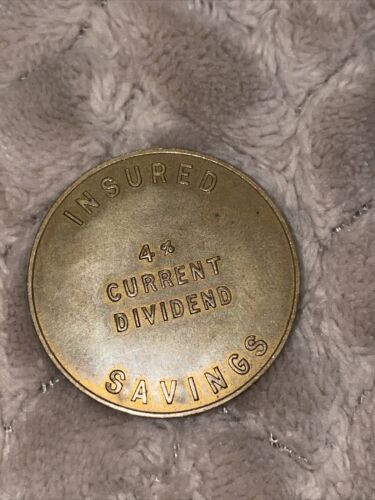 INSURED
4%
CURRENT
DIVIDEND
SAVINGS